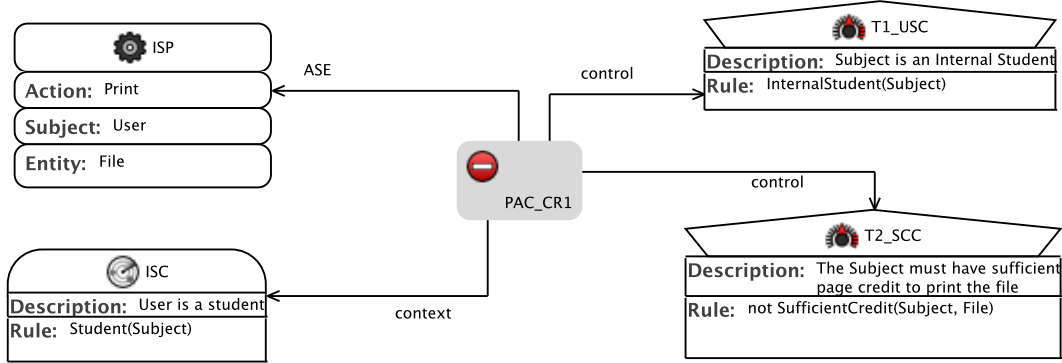 ISP
Action: Print
Subject: User
Entity: File
ASE
control
T1_USC
Description: Subject is an Internal Student
Rule: InternalStudent(Subject)
PAC_CR1
control
T2_SCC
Description: The Subject must have sufficient
page credit to print the file
Rule: not SufficientCredit(Subject, File)
ISC
Description: User is a student
Rule: Student(Subject)
context